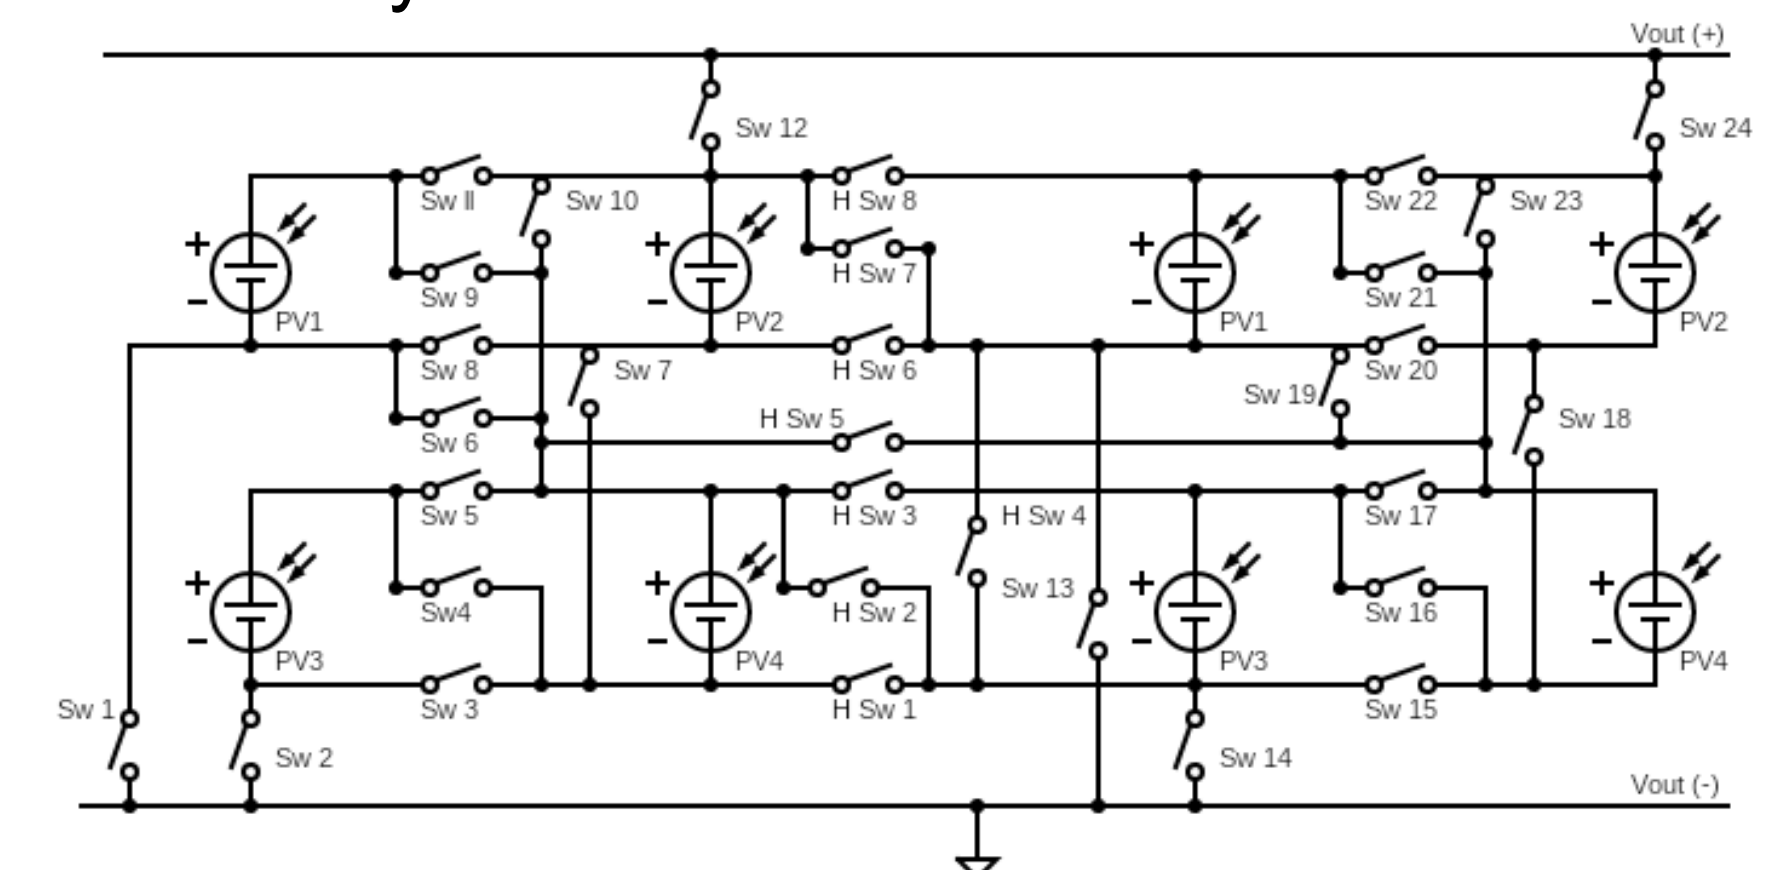 Vout (+)
Sw 12
Sw 24
Sw II
Sw 10
H Sw 8
Sw 22
Sw 23
+
+
+
+
H Sw 7
Sw 9
Sw 21
−
−
−
−
PV1
PV2
PV1
PV2
Sw 8
Sw 7
H Sw 6
Sw 20
Sw 19
H Sw 5
Sw 18
Sw 6
Sw 5
H Sw 3
H Sw 4
Sw 17
+
+
Sw 13
+
+
Sw4
H Sw 2
Sw 16
−
−
−
−
PV3
PV4
PV3
PV4
Sw 1
Sw 3
H Sw 1
Sw 15
Sw 2
Sw 14
Vout (-)